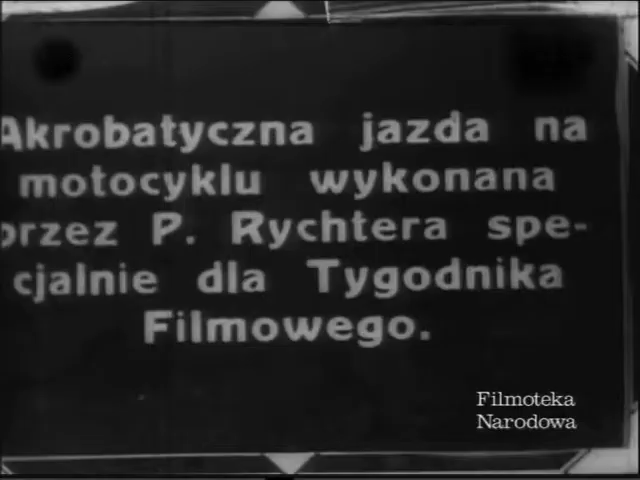 Akrobatyczna jazda na
motocyklu wykonana
przez P. Rychtera spe-
cjalnie dla Tygodnika
Filmowego.
Filmoteka
Narodowa